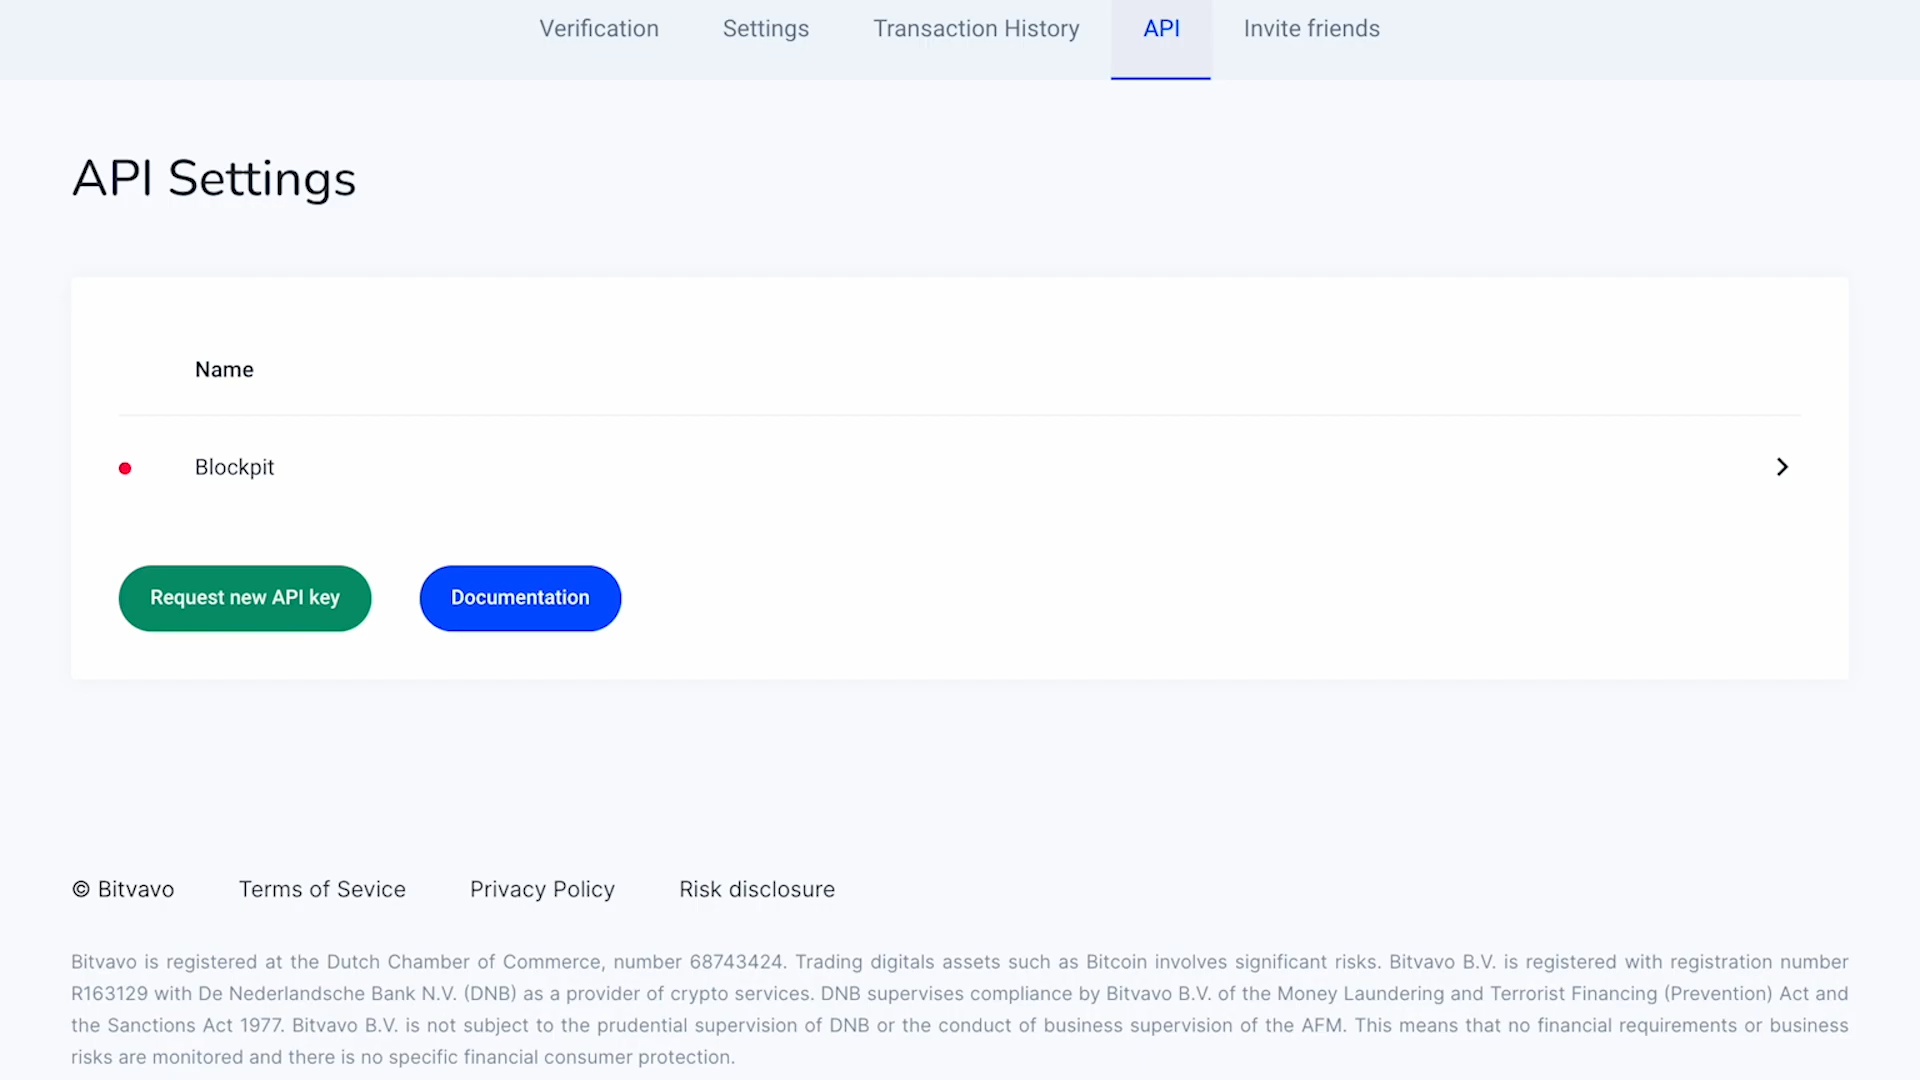 Verification Settings Transaction History API Invite friends
API Settings
Name
Blockpit
Request new API key Documentation
© Bitvavo Terms of Sevice Privacy Policy Risk disclosure
Bitvavo is registered at the Dutch Chamber of Commerce, number 68743424. Trading digitals assets such as Bitcoin involves significant risks. Bitvavo B.V. is registered with registration number
R163129 with De Nederlandsche Bank N.V. (DNB) as a provider of crypto services. DNB supervises compliance by Bitvavo B.V. of the Money Laundering and Terrorist Financing (Prevention) Act and
the Sanctions Act 1977. Bitvavo B.V. is not subject to the prudential supervision of DNB or the conduct of business supervision of the AFM. This means that no financial requirements or business
risks are monitored and there is no specific financial consumer protection.